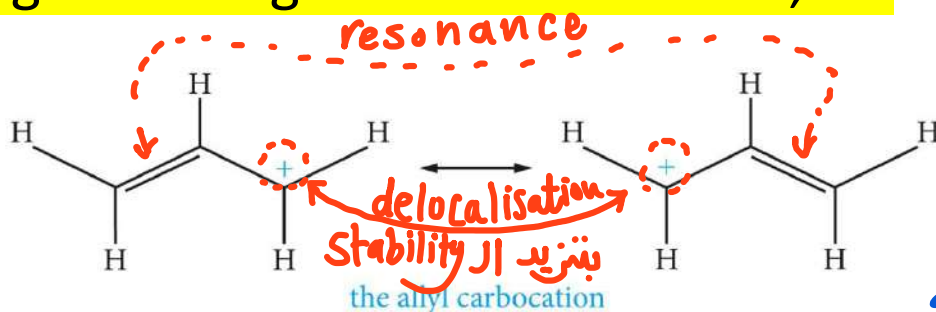 resonance
H H
H H H H
+ +
delocalisation
H H H H
بتزيد ال stability
the allyl carbocation